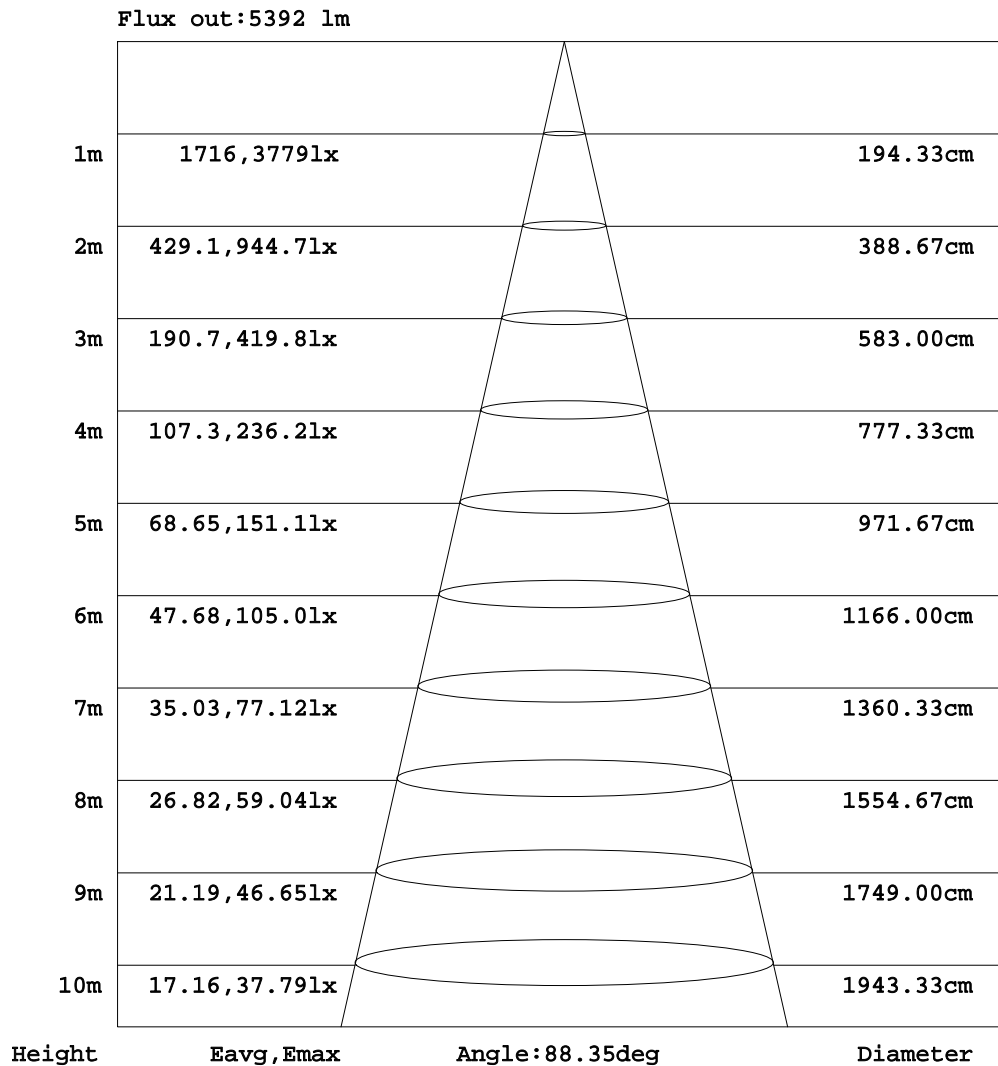 Flux out:5392 lm
1m 1716,3779lx 194.33cm
2m 429.1,944.7lx 388.67cm
3m 190.7,419.8lx 583.00cm
4m 107.3,236.2lx 777.33cm
5m 68.65,151.1lx 971.67cm
6m 47.68,105.0lx 1166.00cm
7m 35.03,77.12lx 1360.33cm
8m 26.82,59.04lx 1554.67cm
9m 21.19,46.65lx 1749.00cm
10m 17.16,37.79lx 1943.33cm
Height Eavg,Emax Angle:88.35deg Diameter